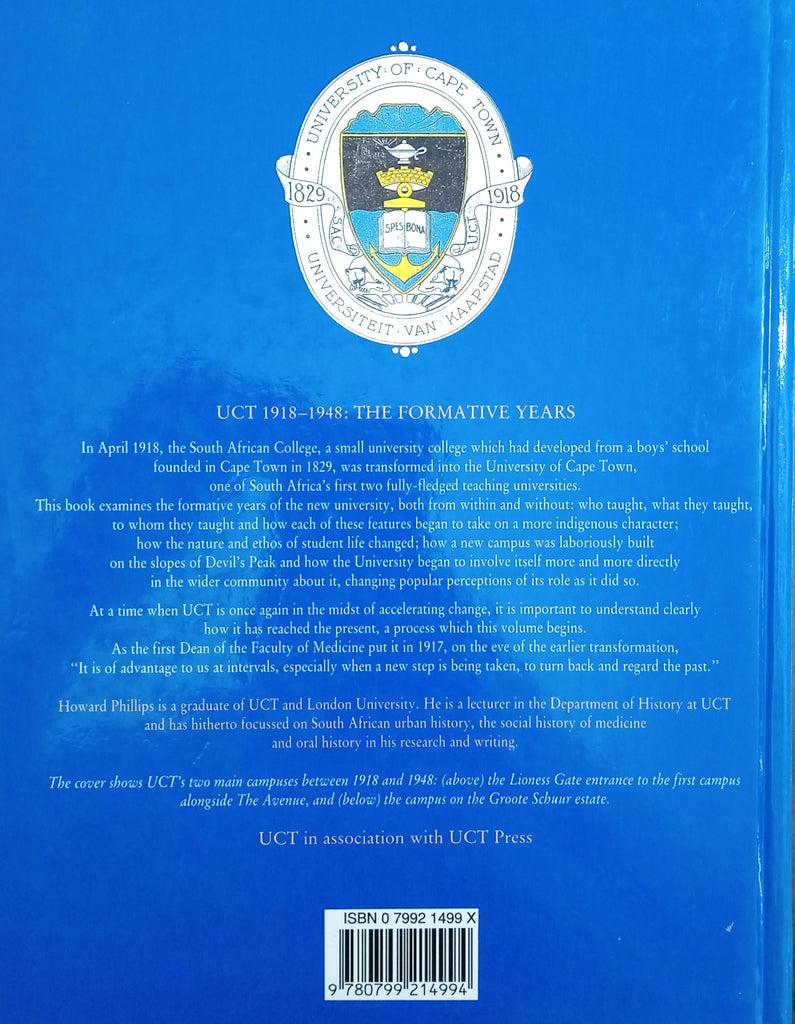 · UNIVERSITY · OF · CAPE TOWN ·
1829
1918
SAC
UCT
SPES BONA
· UNIVERSITEIT · VAN · KAAPSTAD ·
UCT 1918–1948: THE FORMATIVE YEARS
In April 1918, the South African College, a small university college which had developed from a boys’ school
founded in Cape Town in 1829, was transformed into the University of Cape Town,
one of South Africa’s first two fully-fledged teaching universities.
This book examines the formative years of the new university, both from within and without: who taught, what they taught,
to whom they taught and how each of these features began to take on a more indigenous character;
how the nature and ethos of student life changed; how a new campus was laboriously built
on the slopes of Devil’s Peak and how the University began to involve itself more and more directly
in the wider community about it, changing popular perceptions of its role as it did so.
At a time when UCT is once again in the midst of accelerating change, it is important to understand clearly
how it has reached the present, a process which this volume begins.
As the first Dean of the Faculty of Medicine put it in 1917, on the eve of the earlier transformation,
“It is of advantage to us at intervals, especially when a new step is being taken, to turn back and regard the past.”
Howard Phillips is a graduate of UCT and London University. He is a lecturer in the Department of History at UCT
and has hitherto focussed on South African urban history, the social history of medicine
and oral history in his research and writing.
The cover shows UCT’s two main campuses between 1918 and 1948: (above) the Lioness Gate entrance to the first campus
alongside The Avenue, and (below) the campus on the Groote Schuur estate.
UCT in association with UCT Press
ISBN 0 7992 1499 X
9 780799 214994